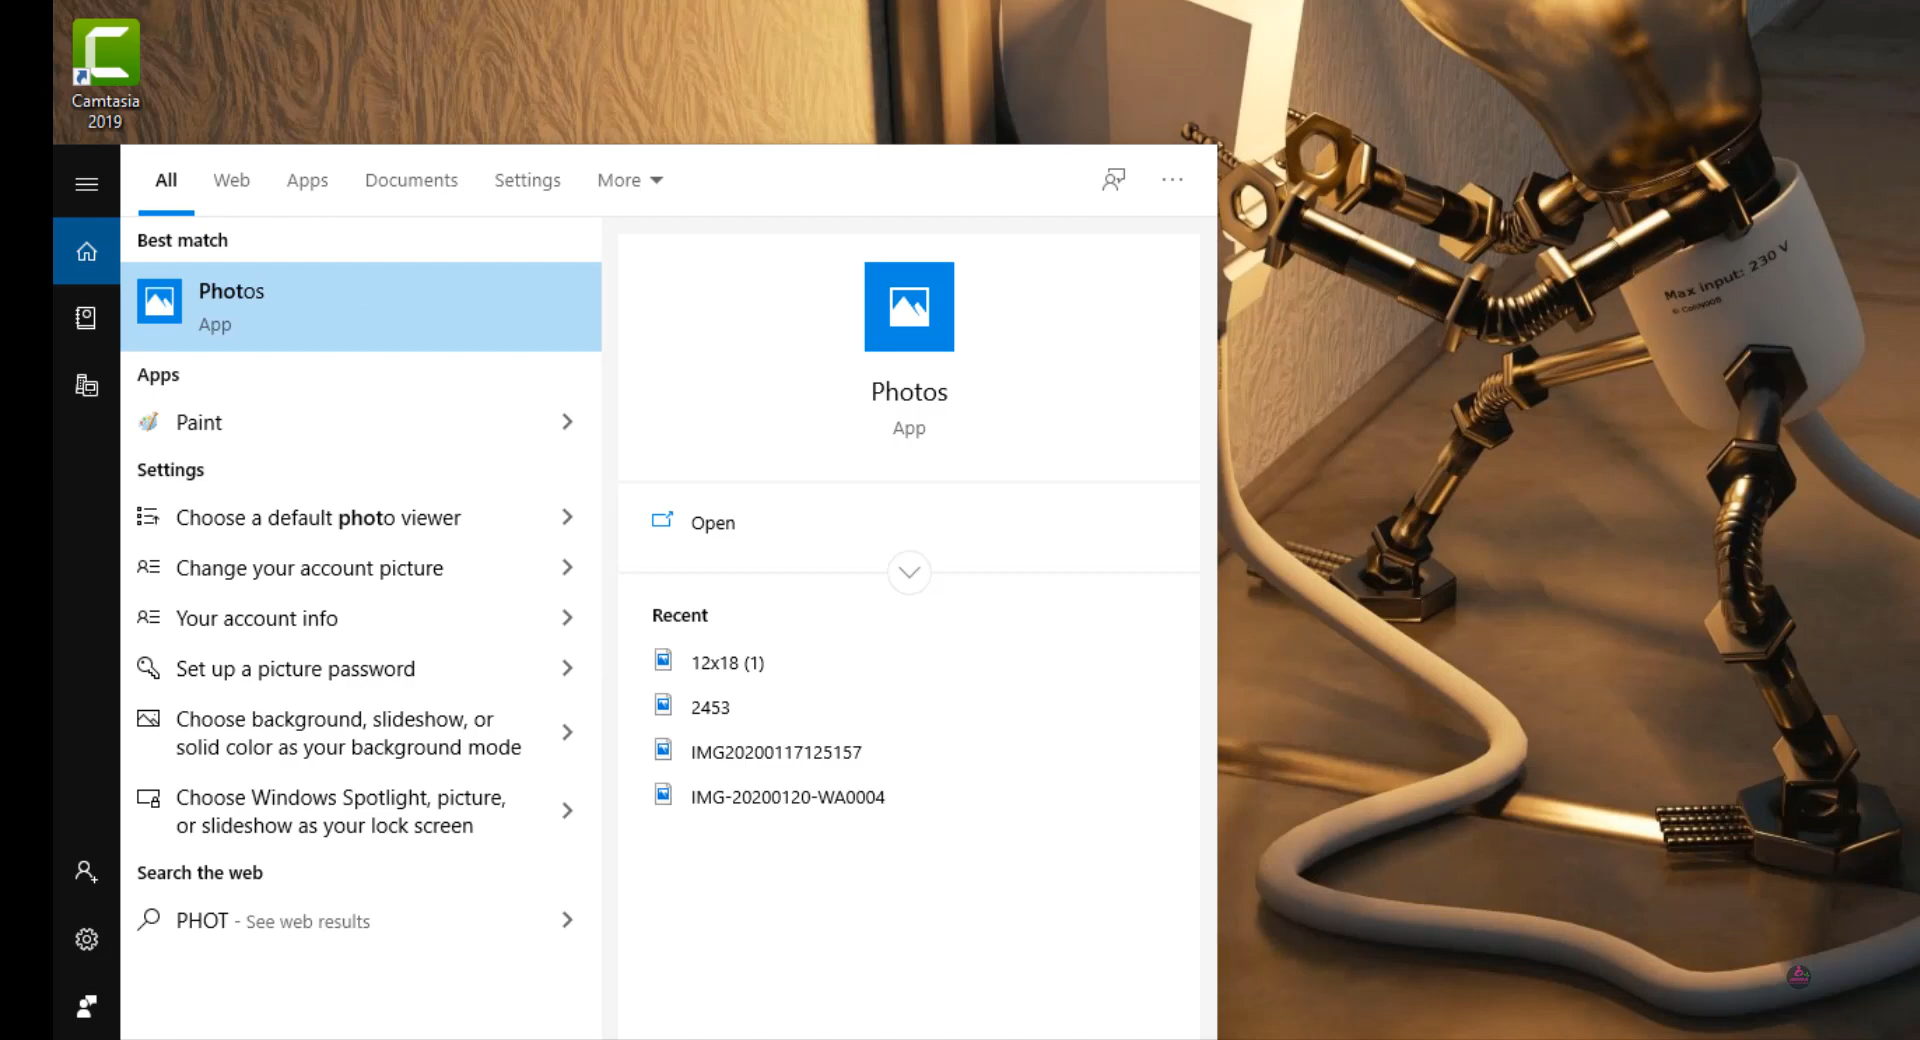 Camtasia
2019
All Web Apps Documents Settings More
Best match
Photos
App
Apps
Paint
Settings
Choose a default photo viewer
Change your account picture
Your account info
Set up a picture password
Choose background, slideshow, or
solid color as your background mode
Choose Windows Spotlight, picture,
or slideshow as your lock screen
Search the web
PHOT - See web results
Photos
App
Open
Recent
12x18 (1)
2453
IMG20200117125157
IMG-20200120-WA0004
Max input: 230 V